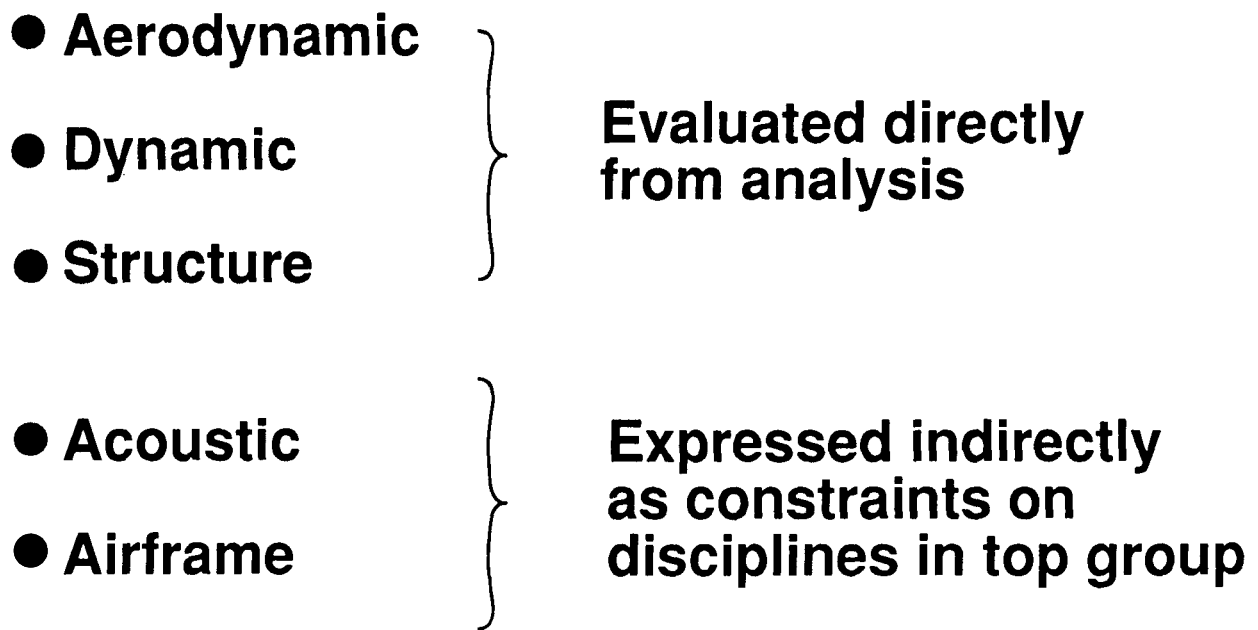 ● Aerodynamic
● Dynamic
● Structure
Evaluated directly
from analysis
● Acoustic
● Airframe
Expressed indirectly
as constraints on
disciplines in top group